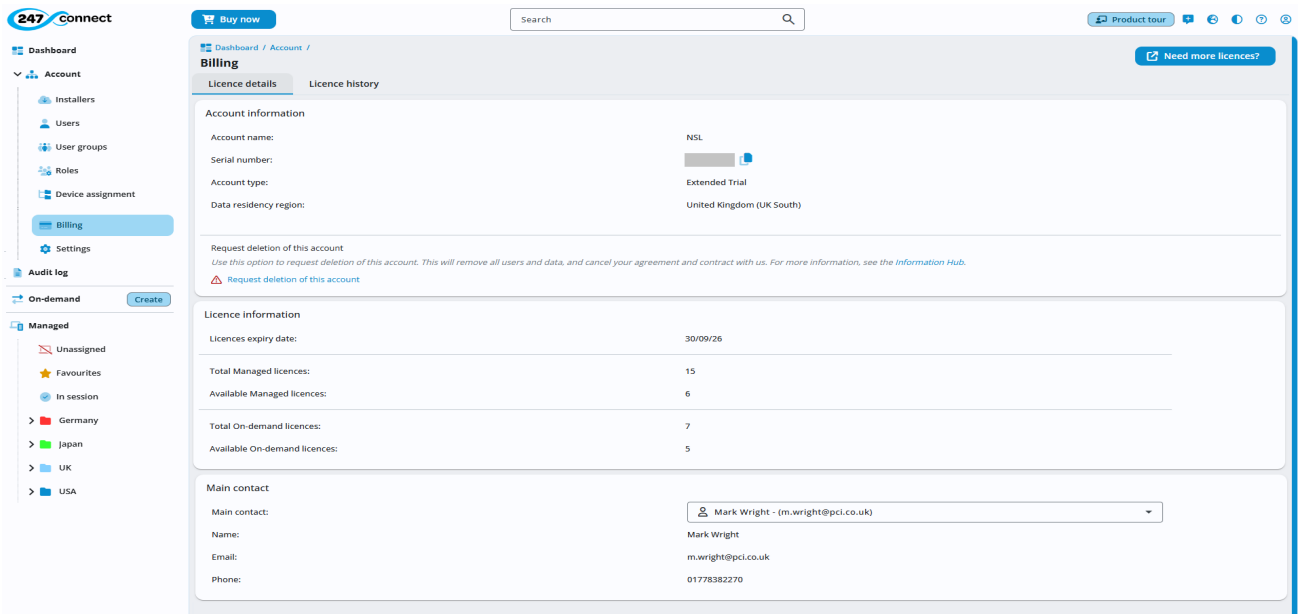 247 connect
Buy now
Search
Product tour
Dashboard
Account
Installers
Users
User groups
Roles
Device assignment
Billing
Settings
Audit log
On-demand Create
Managed
Unassigned
Favourites
In session
Germany
Japan
UK
USA
Dashboard / Account /
Billing
Need more licences?
Licence details Licence history
Account information
Account name: NSL
Serial number:
Account type: Extended Trial
Data residency region: United Kingdom (UK South)
Request deletion of this account
Use this option to request deletion of this account. This will remove all users and data, and cancel your agreement and contract with us. For more information, see the Information Hub.
Request deletion of this account
Licence information
Licences expiry date: 30/09/26
Total Managed licences: 15
Available Managed licences: 6
Total On-demand licences: 7
Available On-demand licences: 5
Main contact
Main contact: Mark Wright - (m.wright@pci.co.uk)
Name: Mark Wright
Email: m.wright@pci.co.uk
Phone: 01778382270